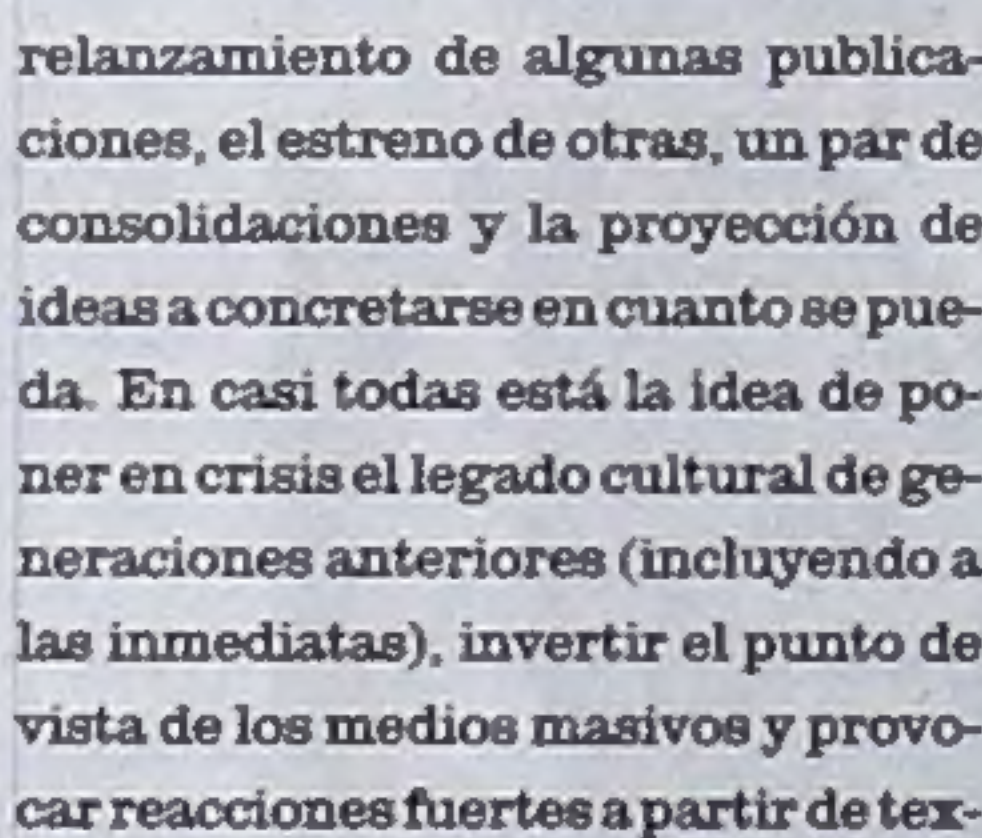 relanzamiento de algunas publica-
ciones, el estreno de otras, un par de
consolidaciones y la proyección de
ideas a concretarse en cuanto se pue-
da. En casi todas está la idea de po-
ner en crisis el legado cultural de ge-
neraciones anteriores (incluyendo a
las inmediatas), invertir el punto de
vista de los medios masivos y provo-
car reacciones fuertes a partir de tex-